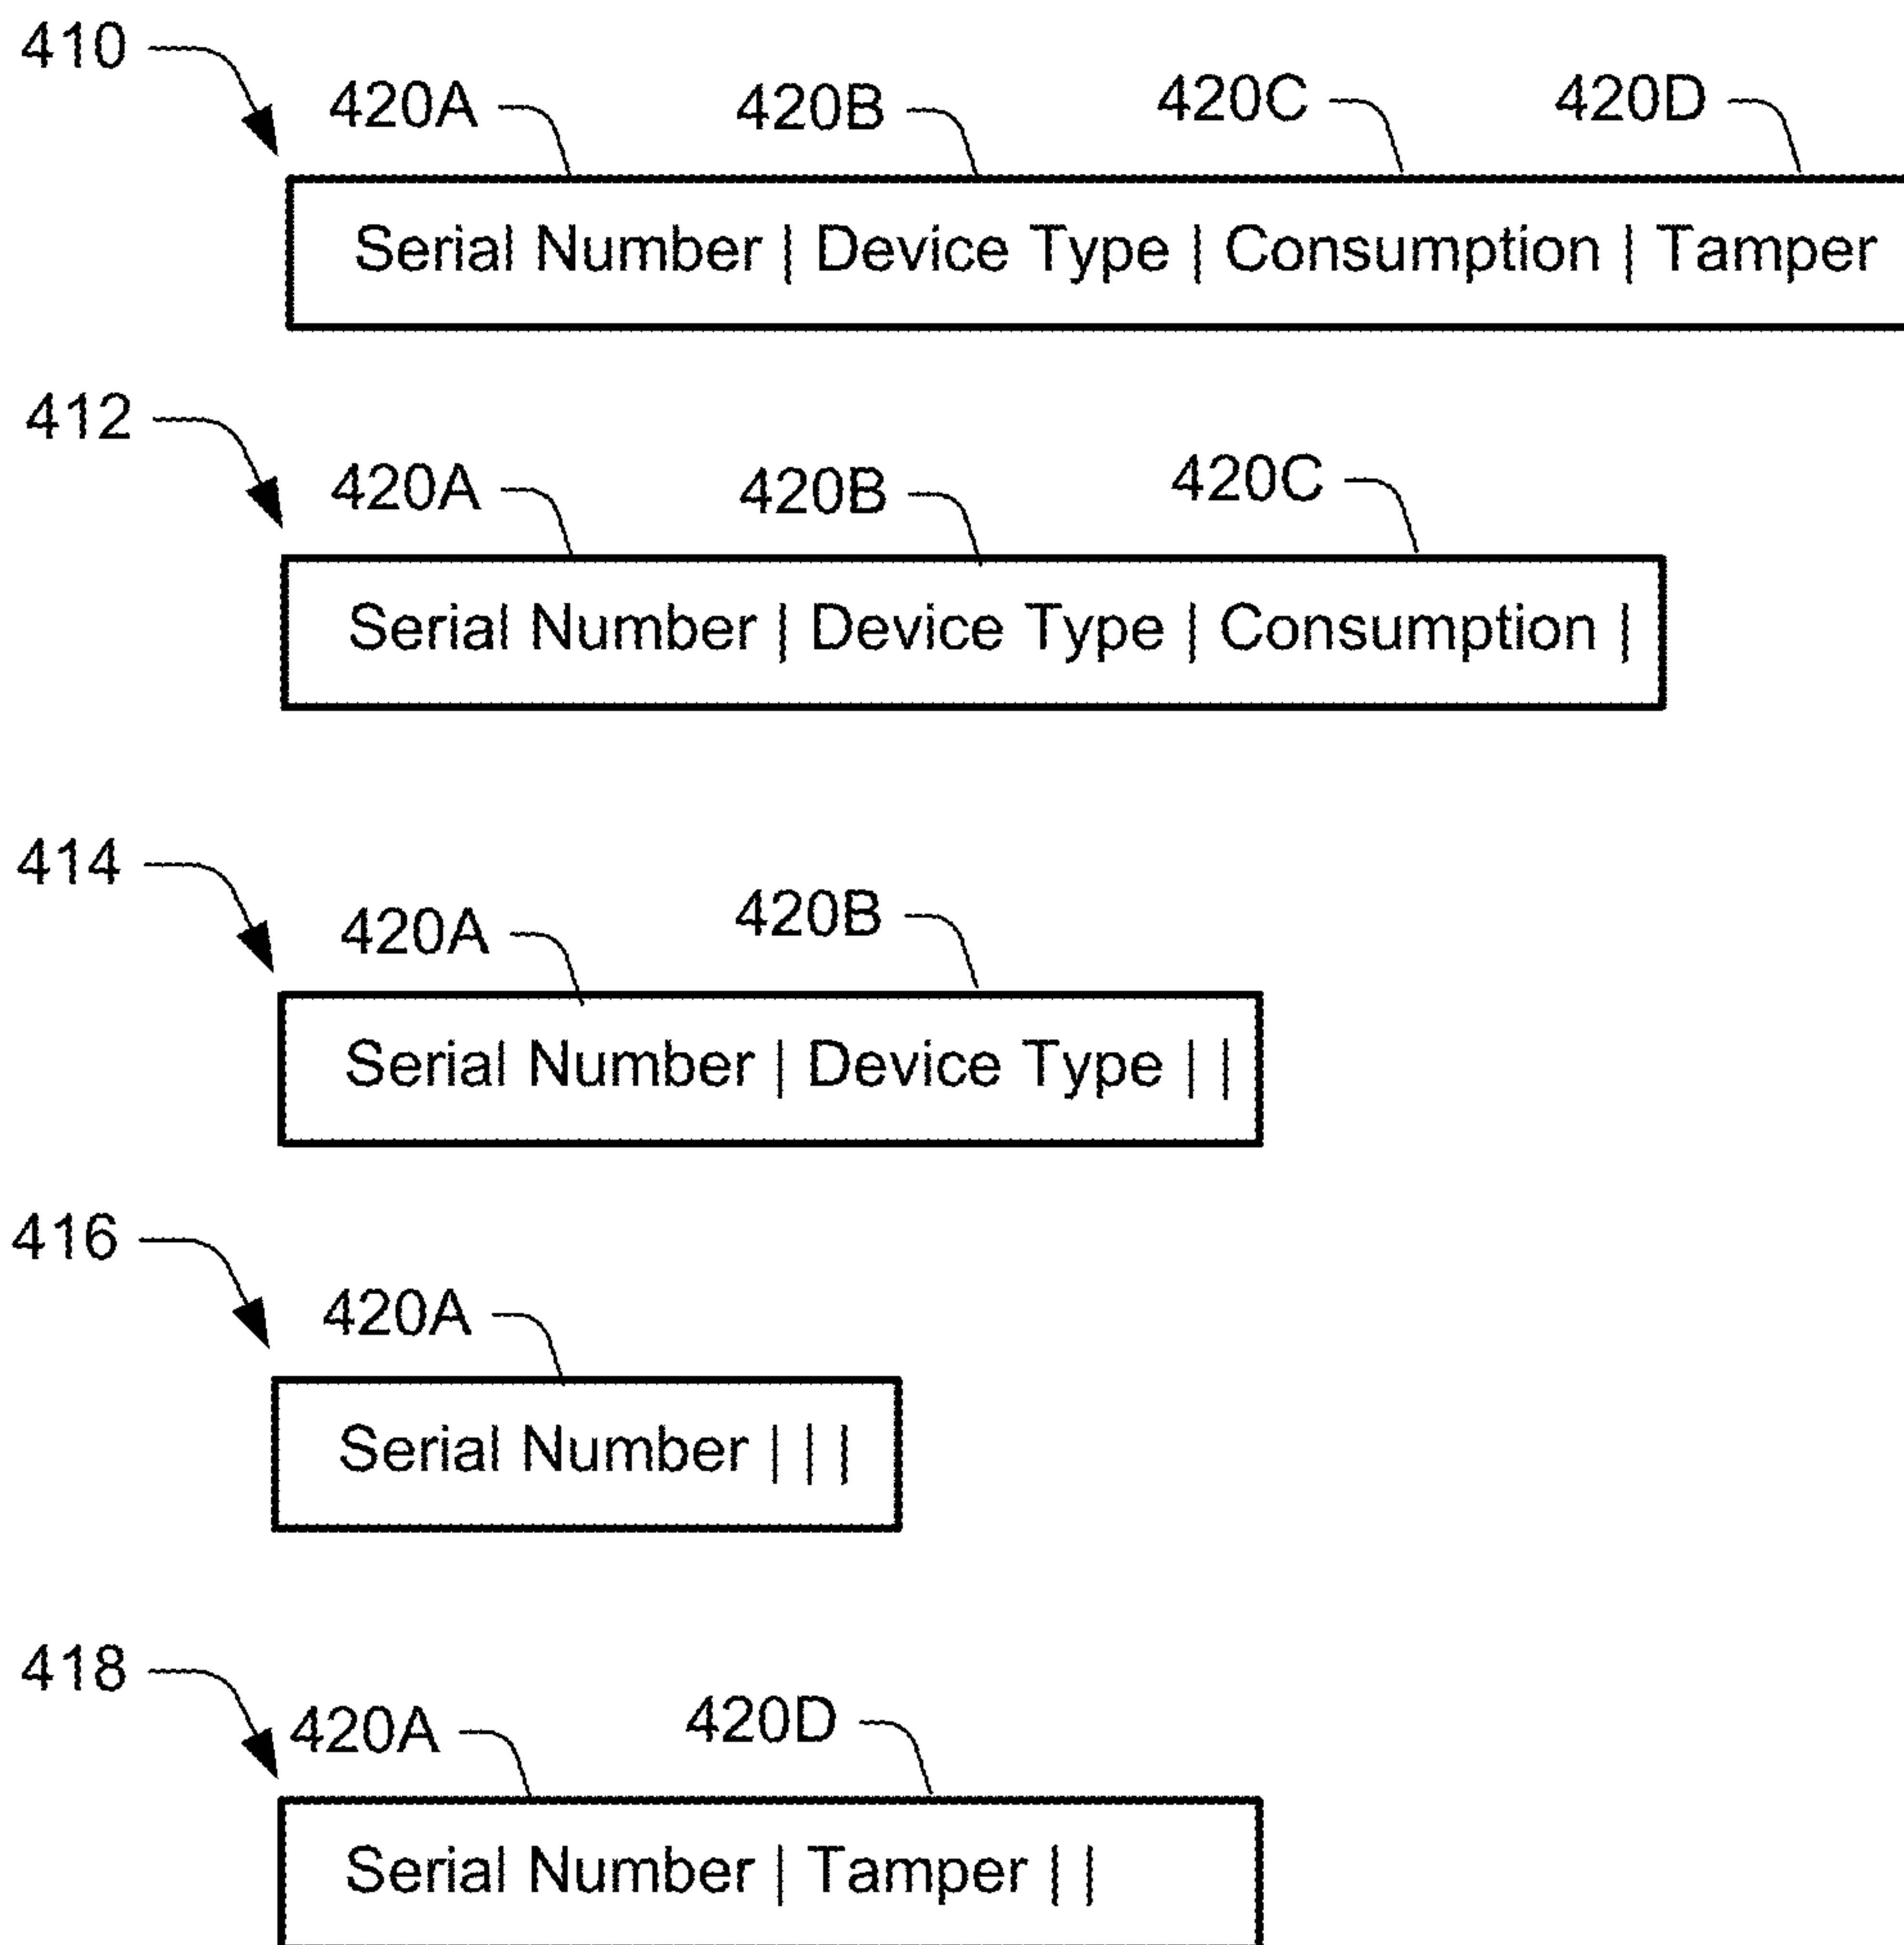 410
420A 420B 420C 420D
Serial Number | Device Type | Consumption | Tamper
412
420A 420B 420C
Serial Number | Device Type | Consumption |
414
420A 420B
Serial Number | Device Type | |
416
420A
Serial Number | | |
418
420A 420D
Serial Number | Tamper | |